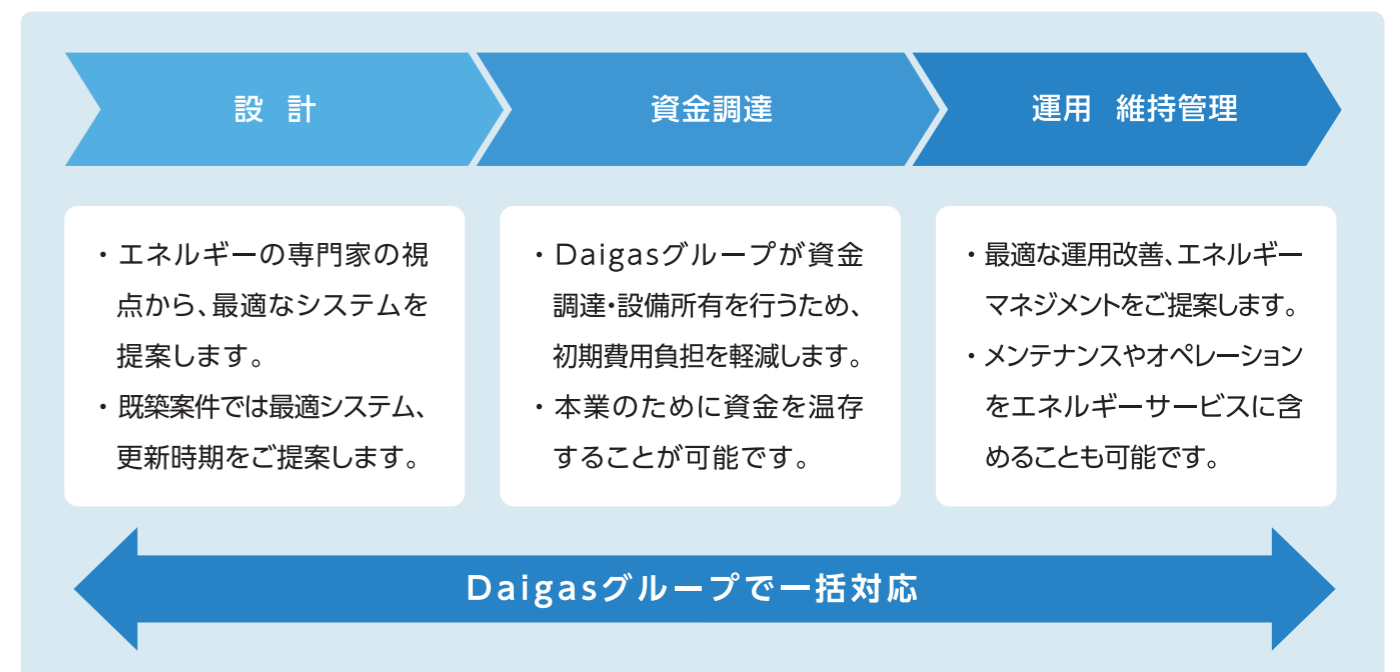 設 計
資金調達
運用 維持管理
・エネルギーの専門家の視
点から、最適なシステムを
提案します。
・既築案件では最適システム、
更新時期をご提案します。
・Daigasグループが資金
調達・設備所有を行うため、
初期費用負担を軽減します。
・本業のために資金を温存
することが可能です。
・最適な運用改善、エネルギー
マネジメントをご提案します。
・メンテナンスやオペレーション
をエネルギーサービスに含
めることも可能です。
Daigasグループで一括対応